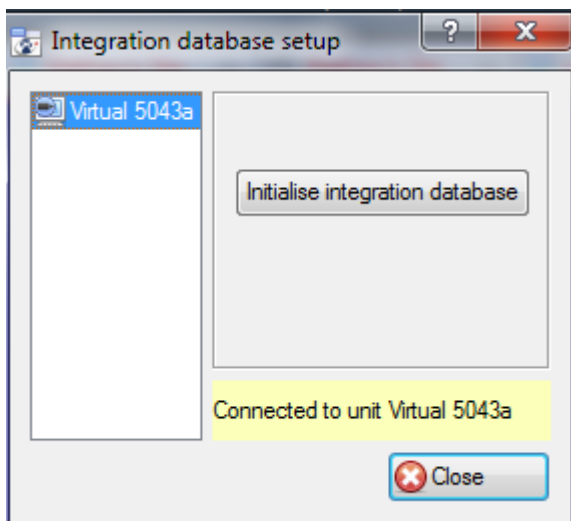 Integration database setup
Virtual 5043a
Initialise integration database
Connected to unit Virtual 5043a
Close